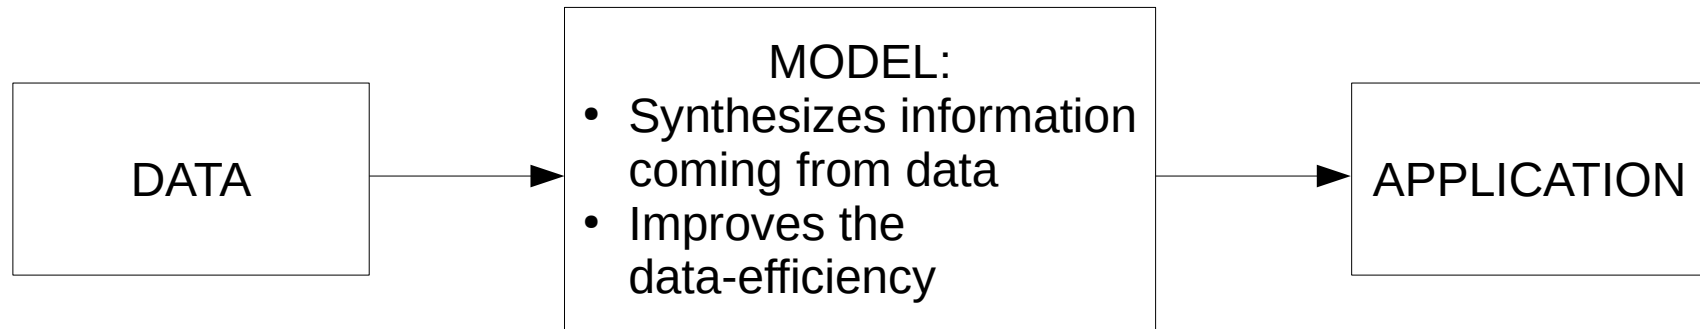 DATA
MODEL:
• Synthesizes information
coming from data
• Improves the
data-efficiency
APPLICATION